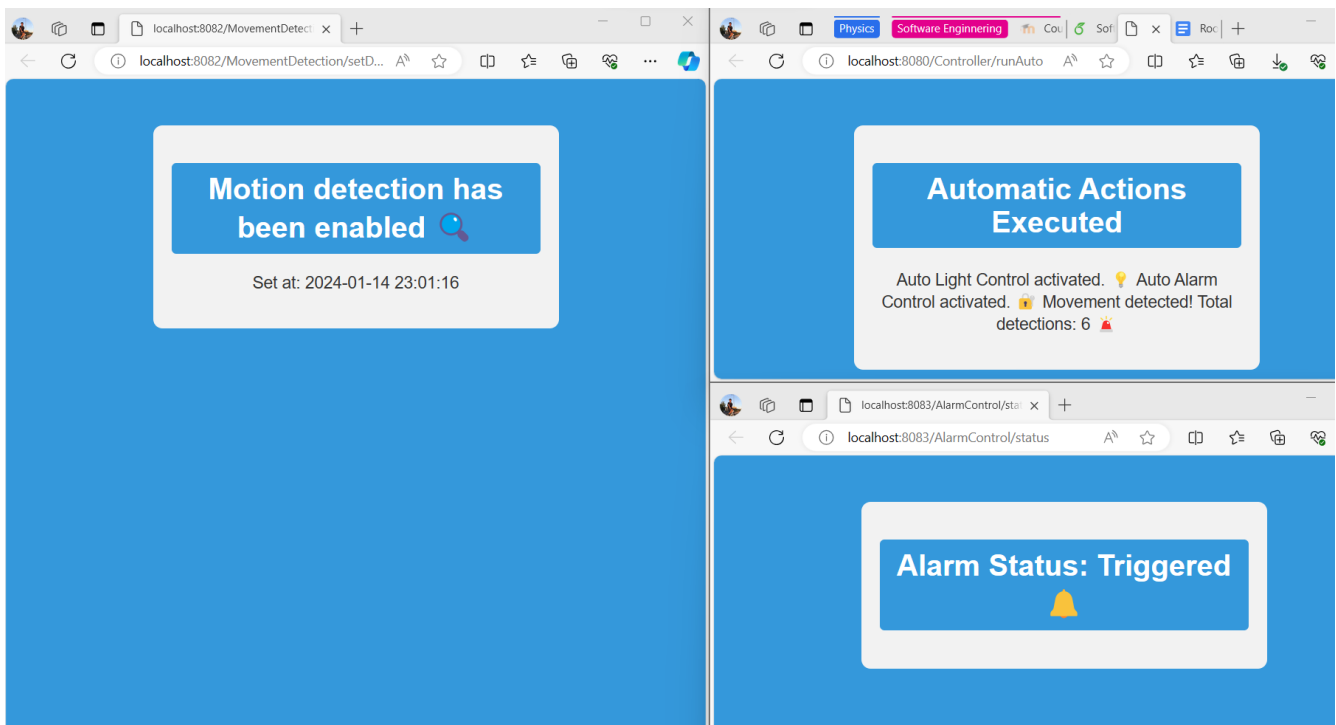 localhost:8082/MovementDetect
localhost:8082/MovementDetection/setD...
Motion detection has
been enabled 🔍
Set at: 2024-01-14 23:01:16
Physics
Software Enginnering
Cou
Sof
Roc
localhost:8080/Controller/runAuto
Automatic Actions
Executed
Auto Light Control activated. 💡 Auto Alarm
Control activated. 🔐 Movement detected! Total
detections: 6 🚨
localhost:8083/AlarmControl/sta
localhost:8083/AlarmControl/status
Alarm Status: Triggered
🔔